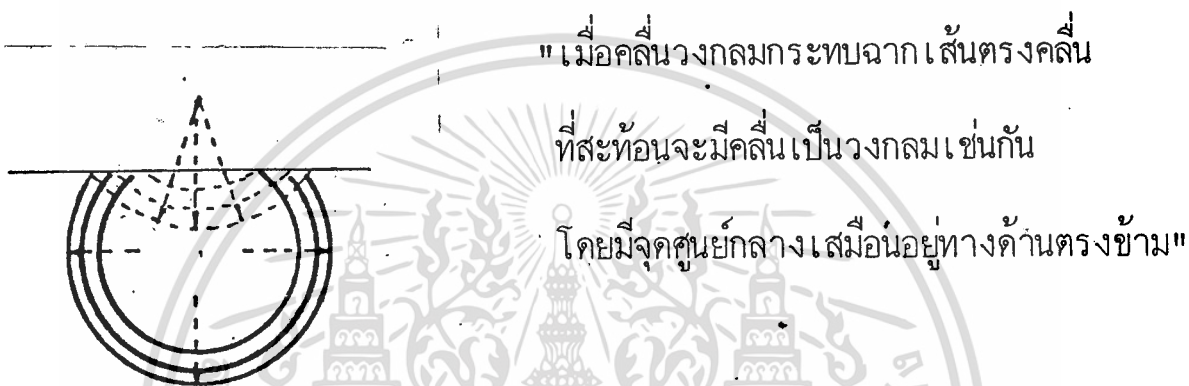 "เมื่อคลื่นวงกลมกระทบฉากเส้นตรงคลื่น
ที่สะท้อนจะมีคลื่นเป็นวงกลมเช่นกัน
โดยมีจุดศูนย์กลางเสมือนอยู่ทางด้านตรงข้าม"